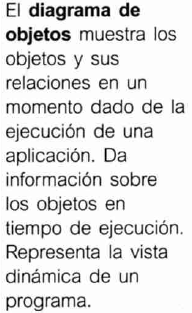 El diagrama de
objetos muestra los
objetos y sus
relaciones en un
momento dado de la
ejecución de una
aplicación. Da
información sobre
los objetos en
tiempo de ejecución.
Representa la vista
dinámica de un
programa.